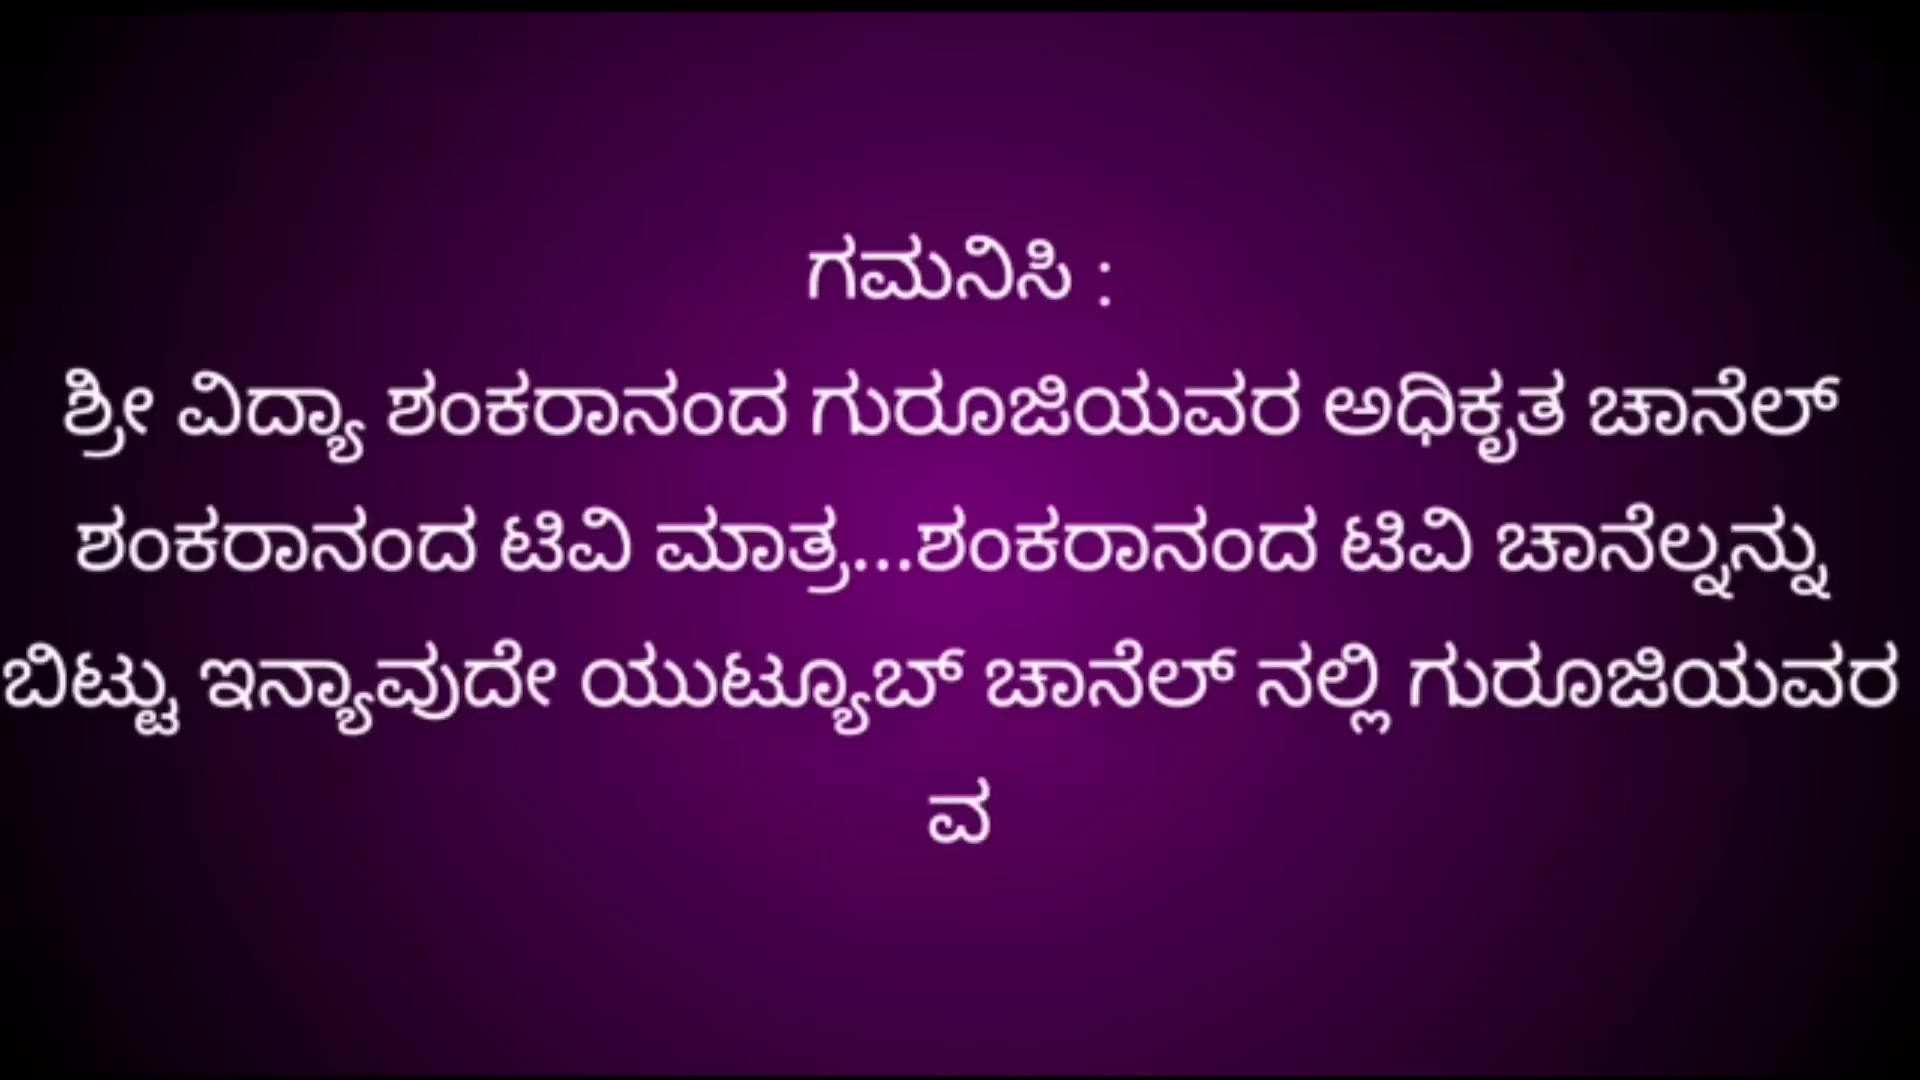 ಗಮನಿಸಿ :
ಶ್ರೀ ವಿದ್ಯಾ ಶಂಕರಾನಂದ ಗುರೂಜಿಯವರ ಅಧಿಕೃತ ಚಾನೆಲ್
ಶಂಕರಾನಂದ ಟಿವಿ ಮಾತ್ರ...ಶಂಕರಾನಂದ ಟಿವಿ ಚಾನೆಲ್ನನ್ನು
ಬಿಟ್ಟು ಇನ್ಯಾವುದೇ ಯುಟ್ಯೂಬ್ ಚಾನೆಲ್ ನಲ್ಲಿ ಗುರೂಜಿಯವರ
ವ